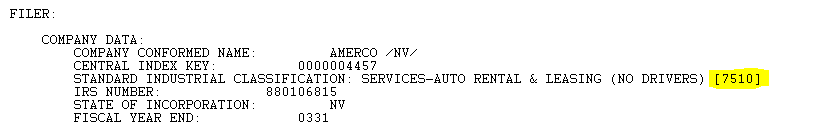 FILER:
COMPANY DATA:
COMPANY CONFORMED NAME: AMERCO /NV/
CENTRAL INDEX KEY: 0000004457
STANDARD INDUSTRIAL CLASSIFICATION: SERVICES-AUTO RENTAL & LEASING (NO DRIVERS) [7510]
IRS NUMBER: 880106815
STATE OF INCORPORATION: NV
FISCAL YEAR END: 0331